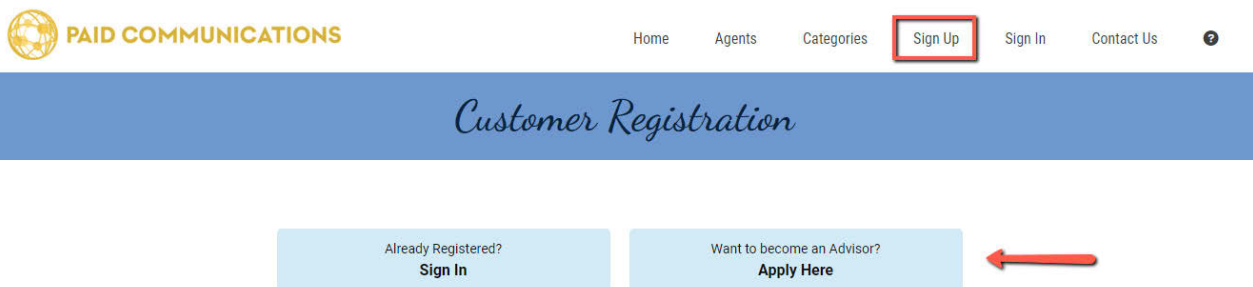 PAID COMMUNICATIONS
Home Agents Categories Sign Up Sign In Contact Us ?
Customer Registration
Already Registered?
Sign In
Want to become an Advisor?
Apply Here